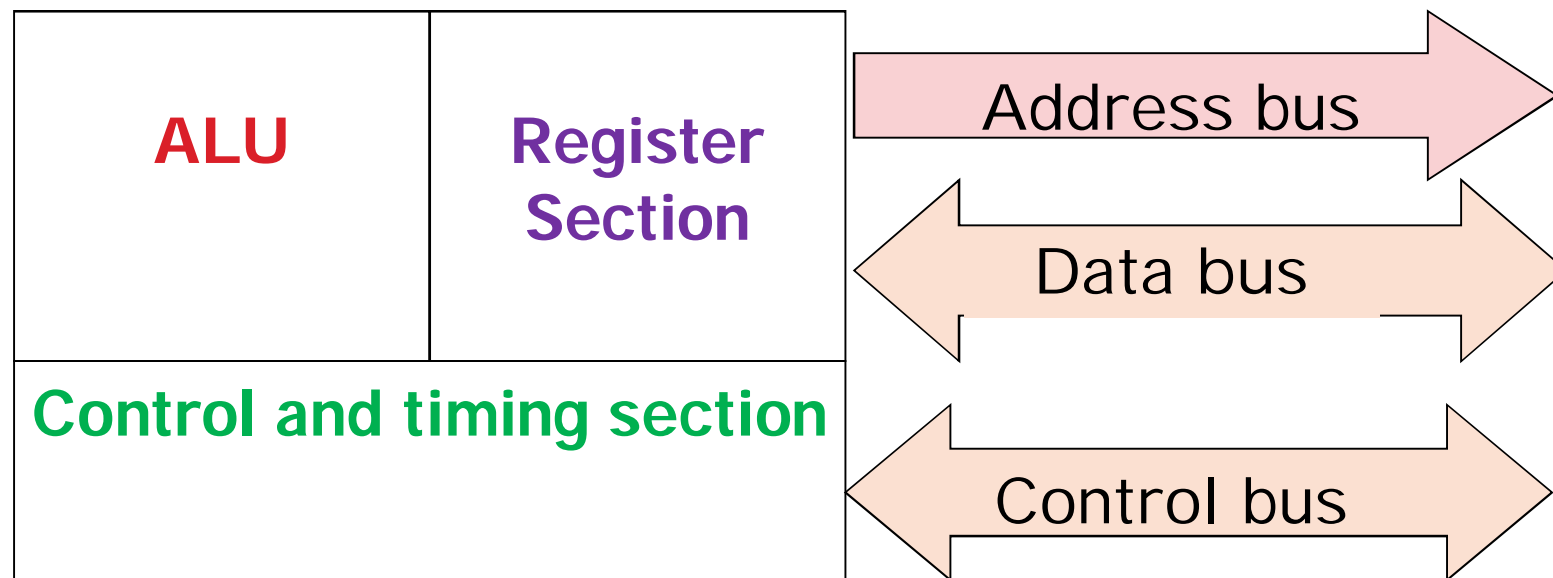 ALU
Register
Section
Control and timing section
Address bus
Data bus
Control bus